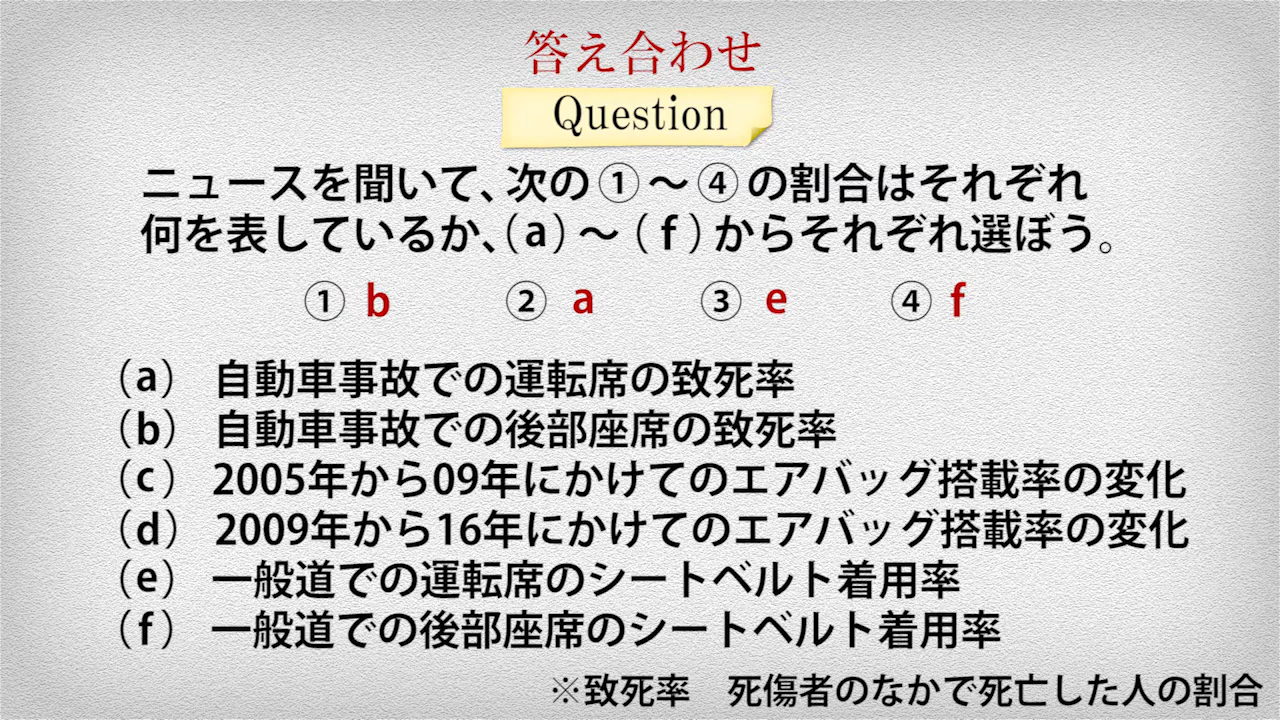 答え合わせ
Question
ニュースを聞いて、次の①～④の割合はそれぞれ
何を表しているか、(a)～(f)からそれぞれ選ぼう。
① b ② a ③ e ④ f
(a) 自動車事故での運転席の致死率
(b) 自動車事故での後部座席の致死率
(c) 2005年から09年にかけてのエアバッグ搭載率の変化
(d) 2009年から16年にかけてのエアバッグ搭載率の変化
(e) 一般道での運転席のシートベルト着用率
(f) 一般道での後部座席のシートベルト着用率
※致死率 死傷者のなかで死亡した人の割合